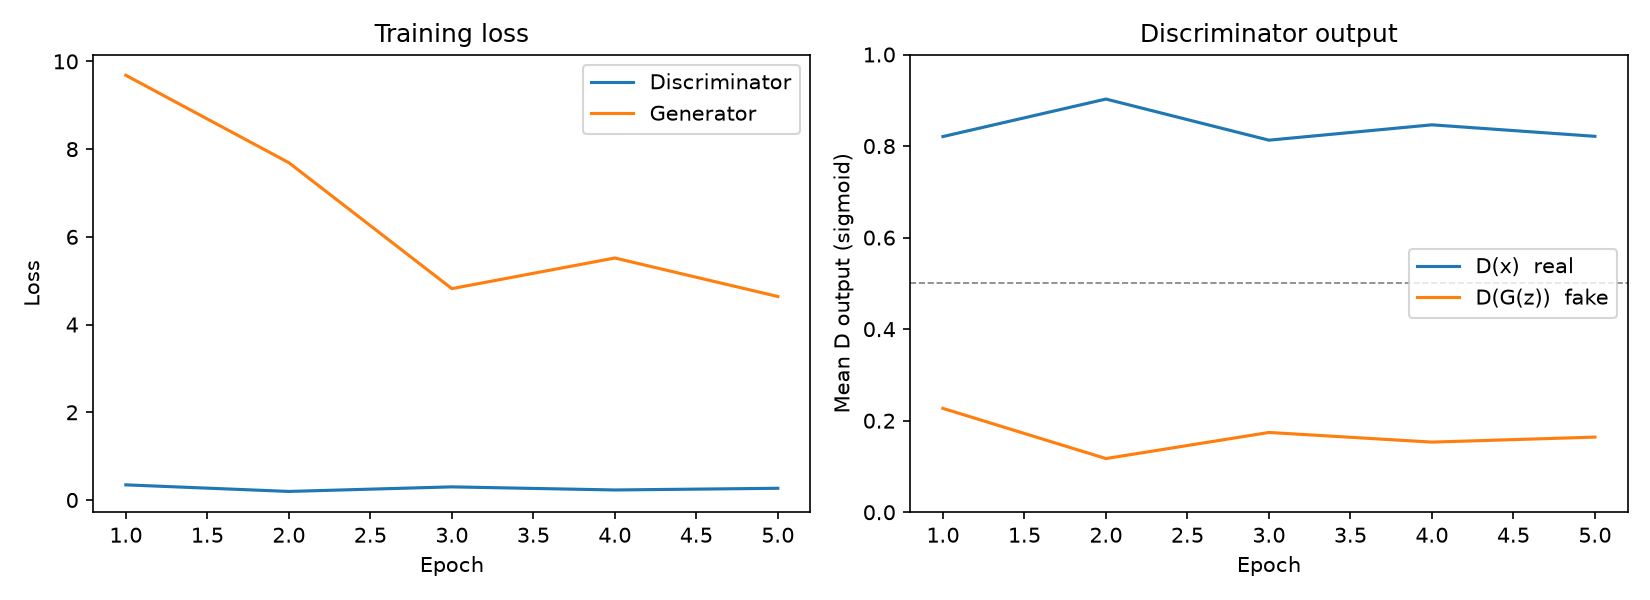 Training loss
10
8
6
4
2
0
Loss
1.0 1.5 2.0 2.5 3.0 3.5 4.0 4.5 5.0
Epoch
Discriminator
Generator
Discriminator output
1.0
0.8
0.6
0.4
0.2
0.0
Mean D output (sigmoid)
1.0 1.5 2.0 2.5 3.0 3.5 4.0 4.5 5.0
Epoch
D(x)  real
D(G(z))  fake